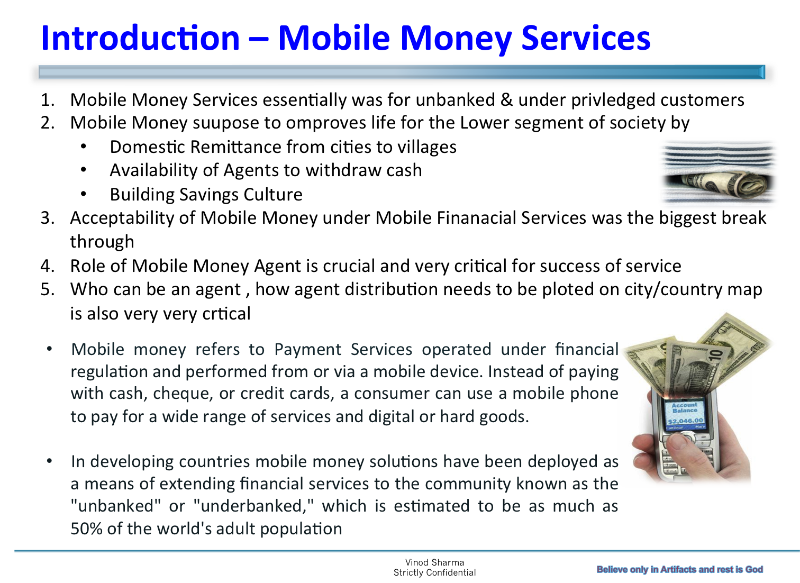 Introduction – Mobile Money Services
1. Mobile Money Services essentially was for unbanked & under privledged customers
2. Mobile Money suupose to omproves life for the Lower segment of society by
• Domestic Remittance from cities to villages
• Availability of Agents to withdraw cash
• Building Savings Culture
3. Acceptability of Mobile Money under Mobile Finanacial Services was the biggest break
through
4. Role of Mobile Money Agent is crucial and very critical for success of service
5. Who can be an agent , how agent distribution needs to be ploted on city/country map
is also very very crtical
• Mobile money refers to Payment Services operated under financial
regulation and performed from or via a mobile device. Instead of paying
with cash, cheque, or credit cards, a consumer can use a mobile phone
to pay for a wide range of services and digital or hard goods.
10
Account
Balance
$2,046.00
• In developing countries mobile money solutions have been deployed as
a means of extending financial services to the community known as the
"unbanked" or "underbanked," which is estimated to be as much as
50% of the world's adult population
Vinod Sharma
Strictly Confidential
Believe only in Artifacts and rest is God